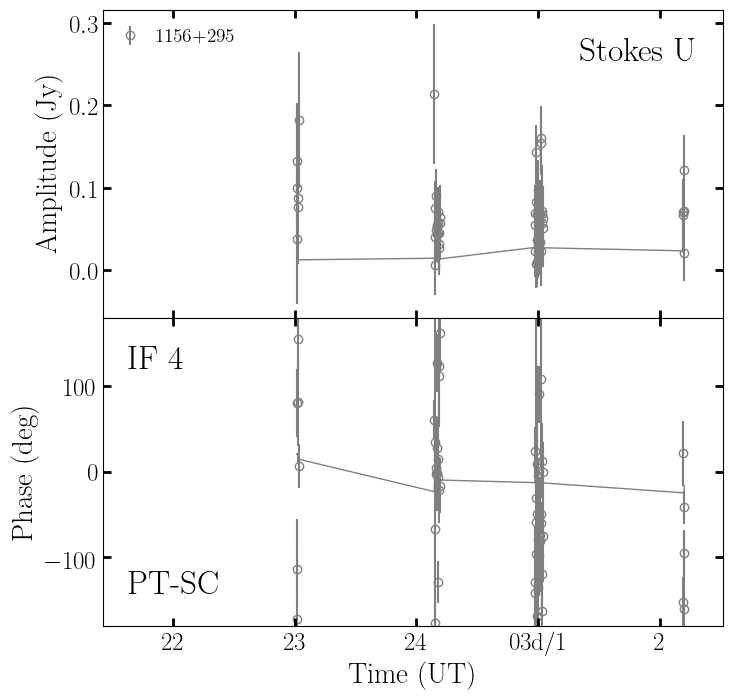 0.3
1156+295
Stokes U
0.2
0.1
0.0
Amplitude (Jy)
IF 4
100
0
−100
Phase (deg)
PT-SC
22 23 24 03d/1 2
Time (UT)